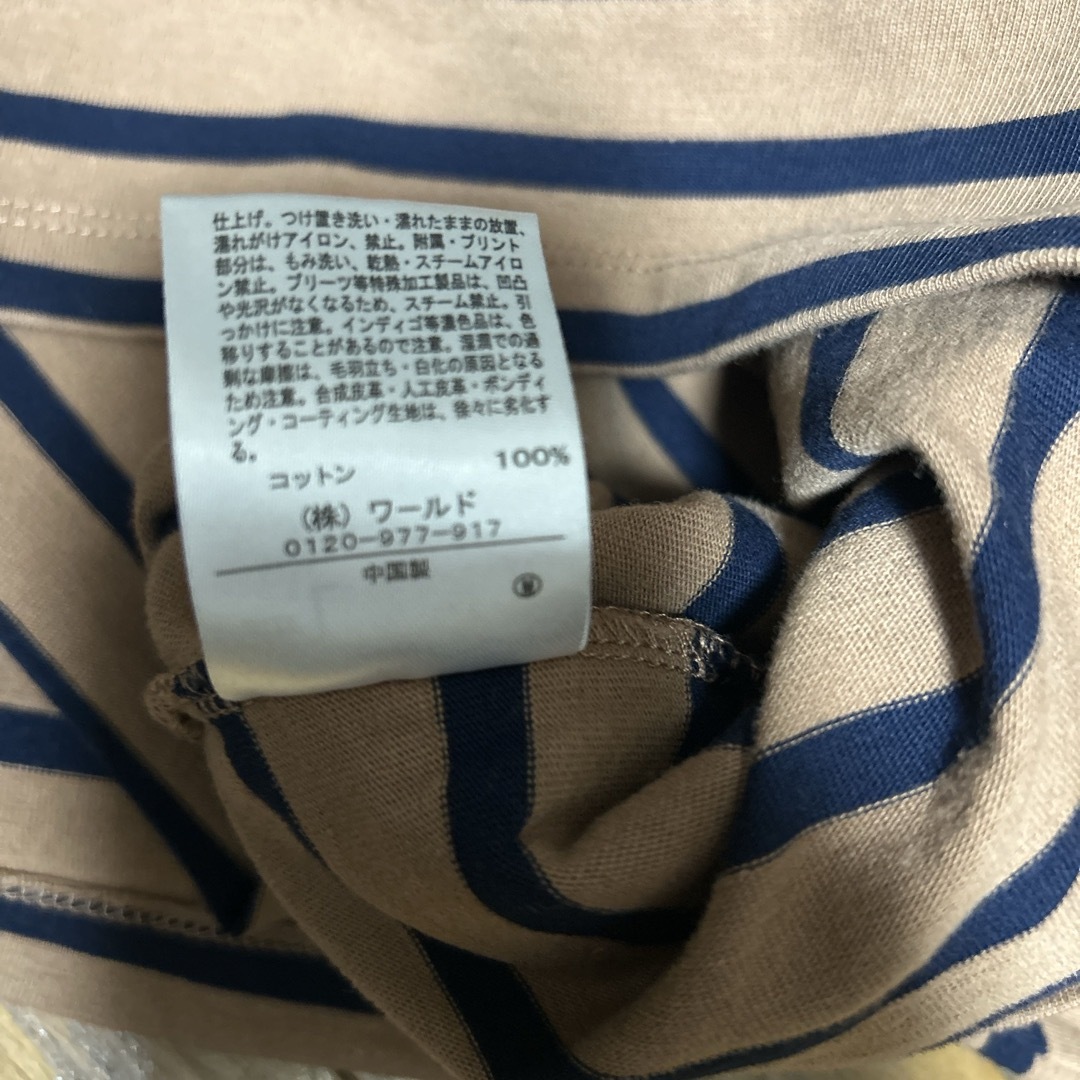 仕上げ。つけ置き洗い・濡れたままの放置、
濡れがけアイロン、禁止。附属・プリント
部分は、もみ洗い、乾熱・スチームアイロ
ン禁止。プリーツ等特殊加工製品は、凹凸
や光沢がなくなるため、スチーム禁止。引
っかけに注意。インディゴ等濃色品は、色
移りすることがあるので注意。湿潤での過
剰な摩擦は、毛羽立ち・白化の原因となる
ため注意。合成皮革・人工皮革・ボンディ
ング・コーティング生地は、徐々に劣化す
る。
コットン 100%
(株) ワールド
0120-977-917
中国製